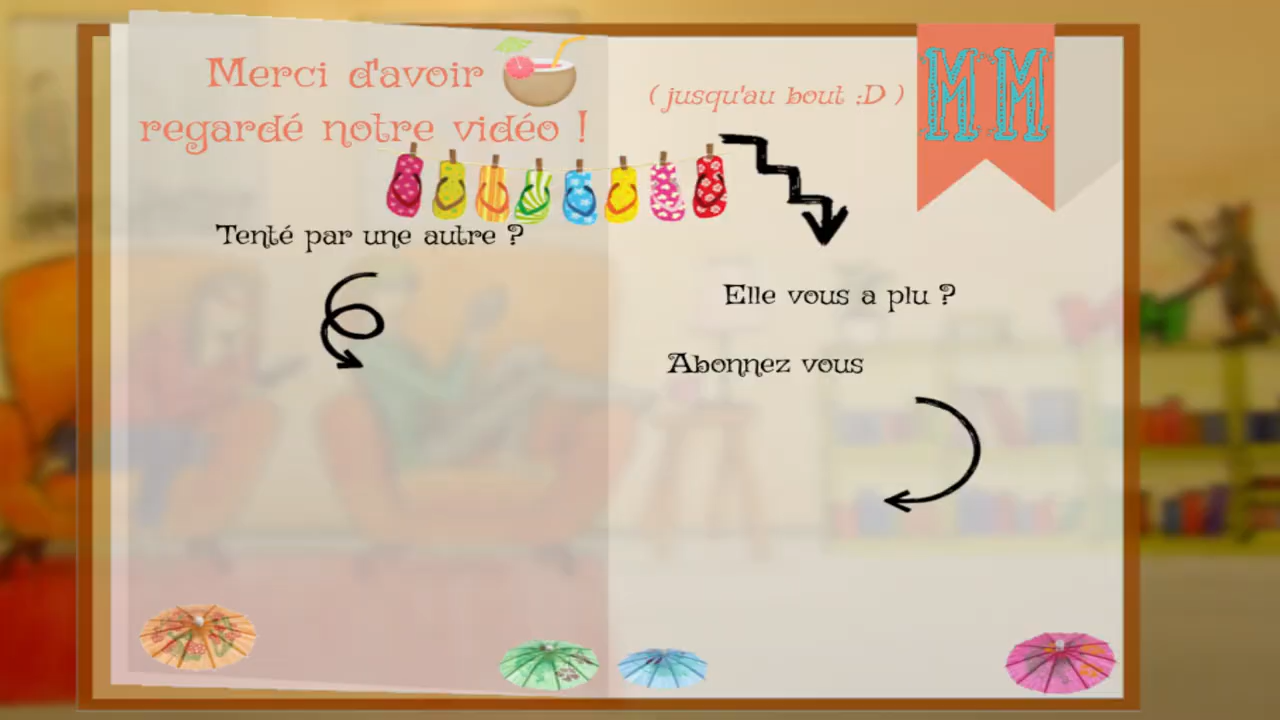 Merci d'avoir
regardé notre vidéo !
( jusqu'au bout :D )
MM
Tenté par une autre ?
Elle vous a plu ?
Abonnez vous